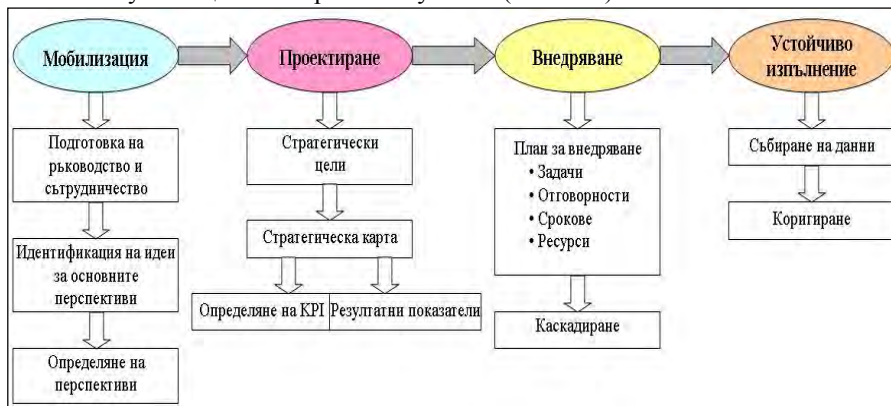 Мобилизация
Проектиране
Внедряване
Устойчиво
изпълнение
Подготовка на
ръководство и
сътрудничество
Идентификация на идеи
за основните
перспективи
Определяне на
перспективи
Стратегически
цели
Стратегическа карта
Определяне на KPI
Резултатни показатели
План за внедряване
• Задачи
• Отговорности
• Срокове
• Ресурси
Каскадиране
Събиране на данни
Коригиране